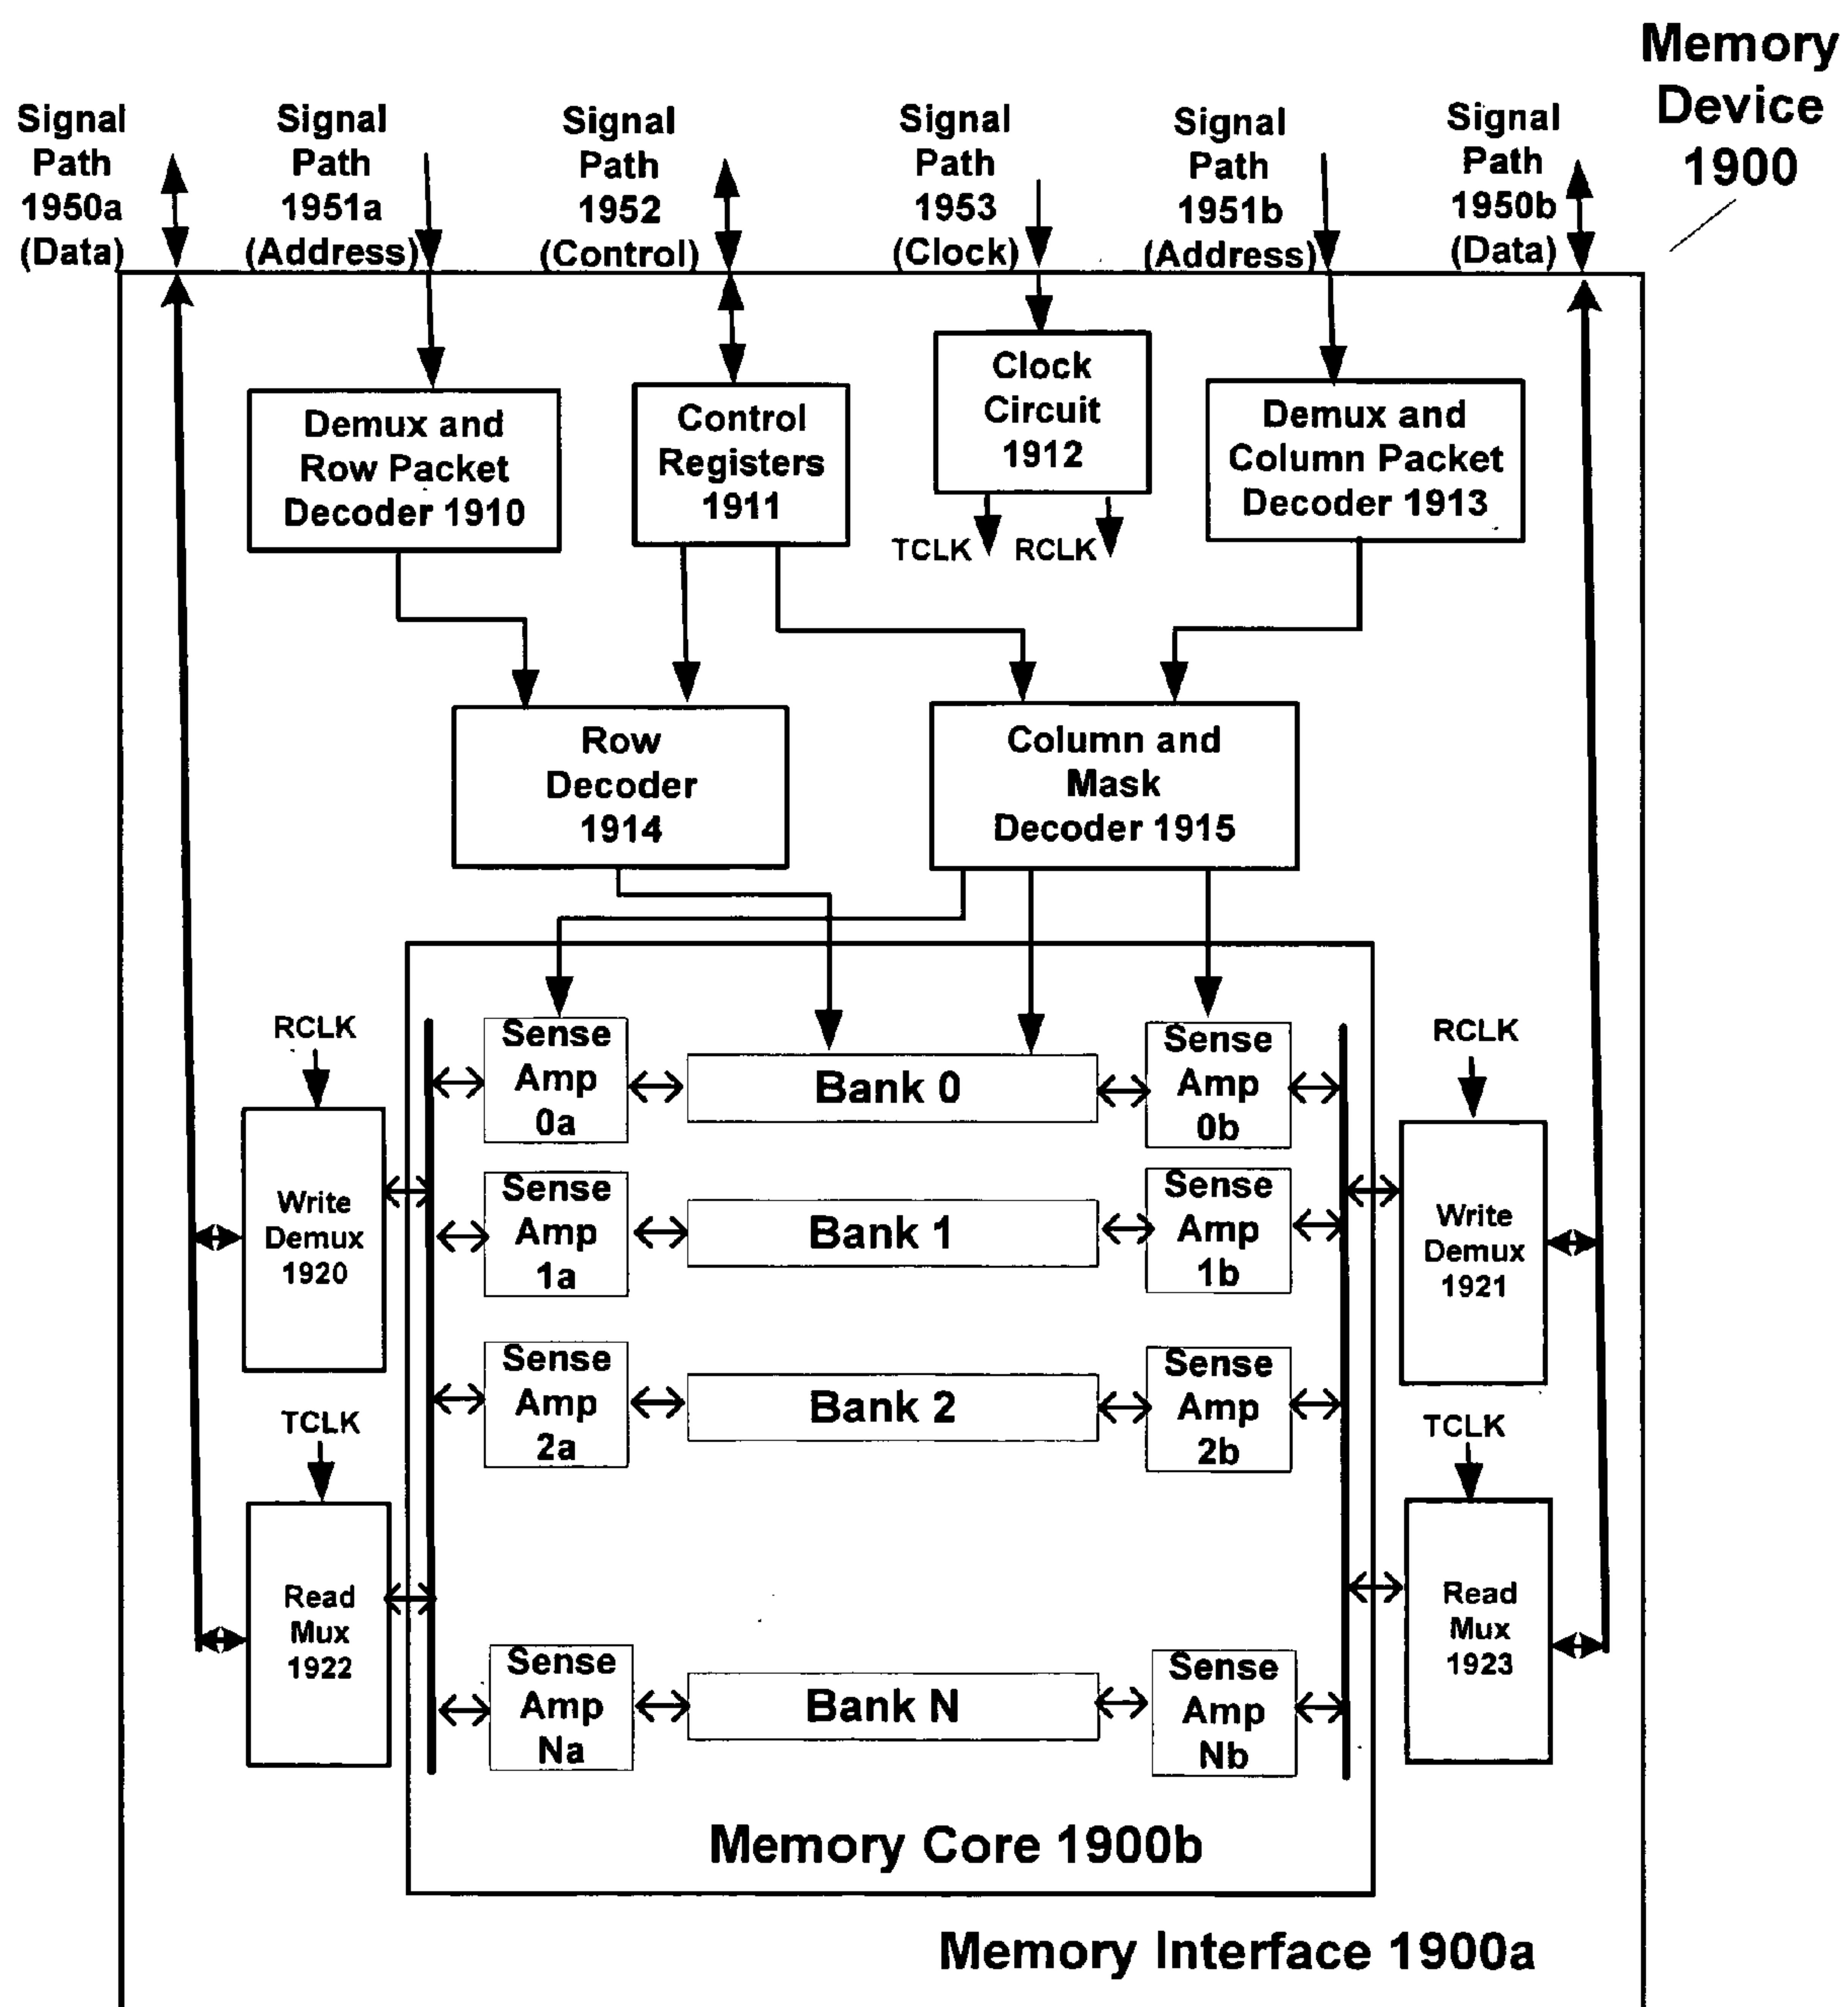 Memory
Device
1900
Signal
Path
1950a
(Data)
Signal
Path
1951a
(Address)
Signal
Path
1952
(Control)
Signal
Path
1953
(Clock)
Signal
Path
1951b
(Address)
Signal
Path
1950b
(Data)
Demux and
Row Packet
Decoder 1910
Control
Registers
1911
Clock
Circuit
1912
Demux and
Column Packet
Decoder 1913
TCLK
RCLK
Row
Decoder
1914
Column and
Mask
Decoder 1915
RCLK
Sense
Amp
0a
Bank 0
Sense
Amp
0b
RCLK
Write
Demux
1920
Sense
Amp
1a
Bank 1
Sense
Amp
1b
Write
Demux
1921
Sense
Amp
2a
Bank 2
Sense
Amp
2b
TCLK
TCLK
Read
Mux
1922
Sense
Amp
Na
Bank N
Sense
Amp
Nb
Read
Mux
1923
Memory Core 1900b
Memory Interface 1900a